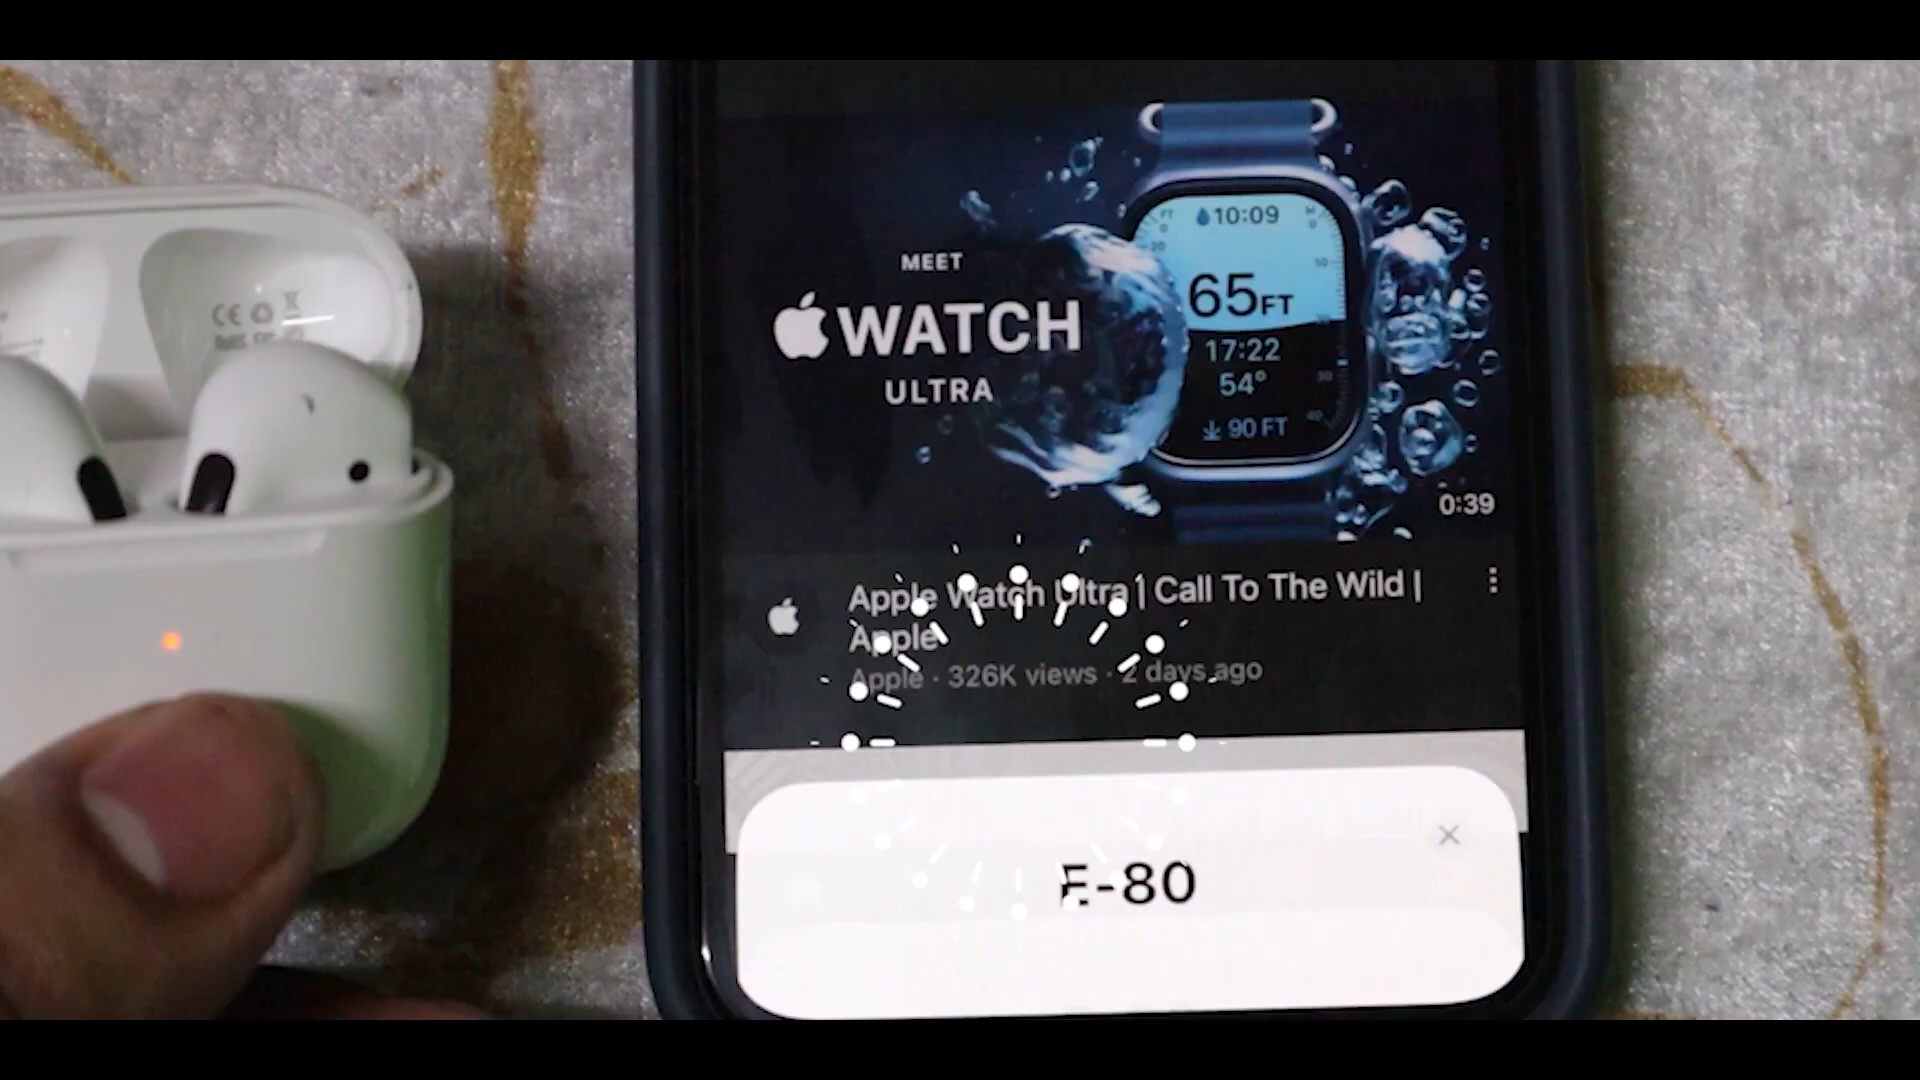 CE
MEET
WATCH
ULTRA
10:09
65FT
17:22
54°
90 FT
0:39
Apple Watch Ultra | Call To The Wild |
Apple
Apple · 326K views · 2 days ago
E-80